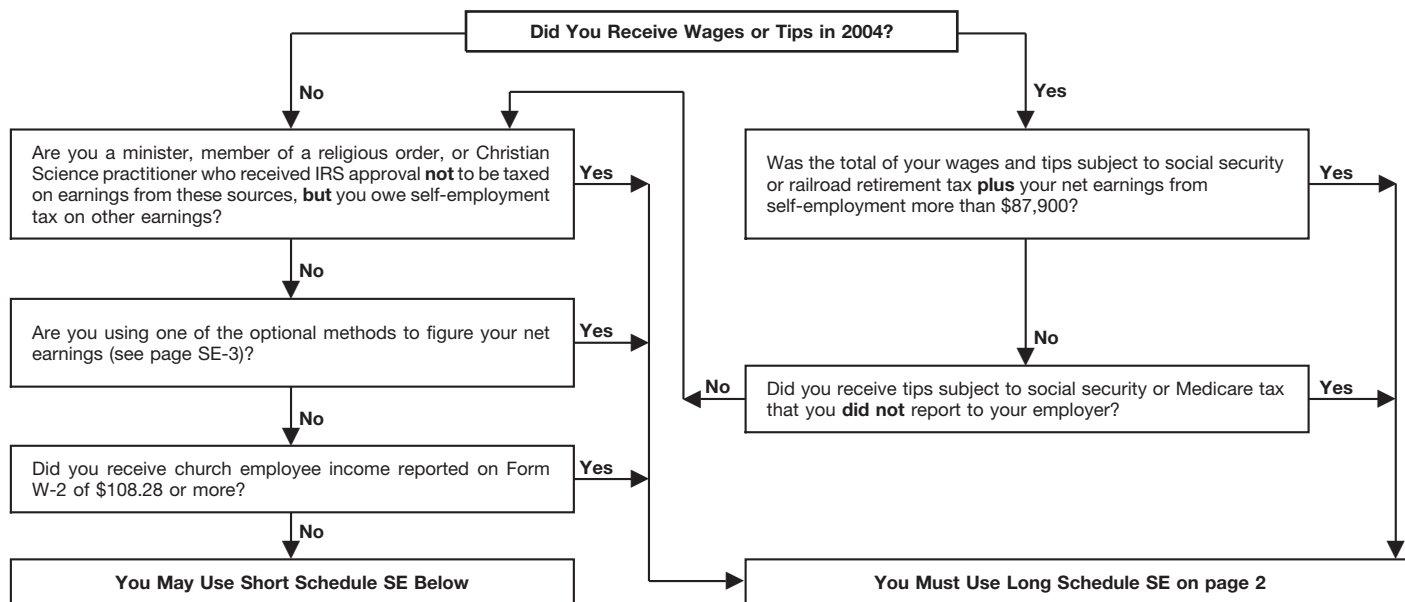 Did You Receive Wages or Tips in 2004?
No
Yes
Are you a minister, member of a religious order, or Christian
Science practitioner who received IRS approval not to be taxed
on earnings from these sources, but you owe self-employment
tax on other earnings?
Yes
Was the total of your wages and tips subject to social security
or railroad retirement tax plus your net earnings from
self-employment more than $87,900?
Yes
No
Are you using one of the optional methods to figure your net
earnings (see page SE-3)?
Yes
No
No
Did you receive tips subject to social security or Medicare tax
that you did not report to your employer?
Yes
No
Did you receive church employee income reported on Form
W-2 of $108.28 or more?
Yes
No
You May Use Short Schedule SE Below
You Must Use Long Schedule SE on page 2